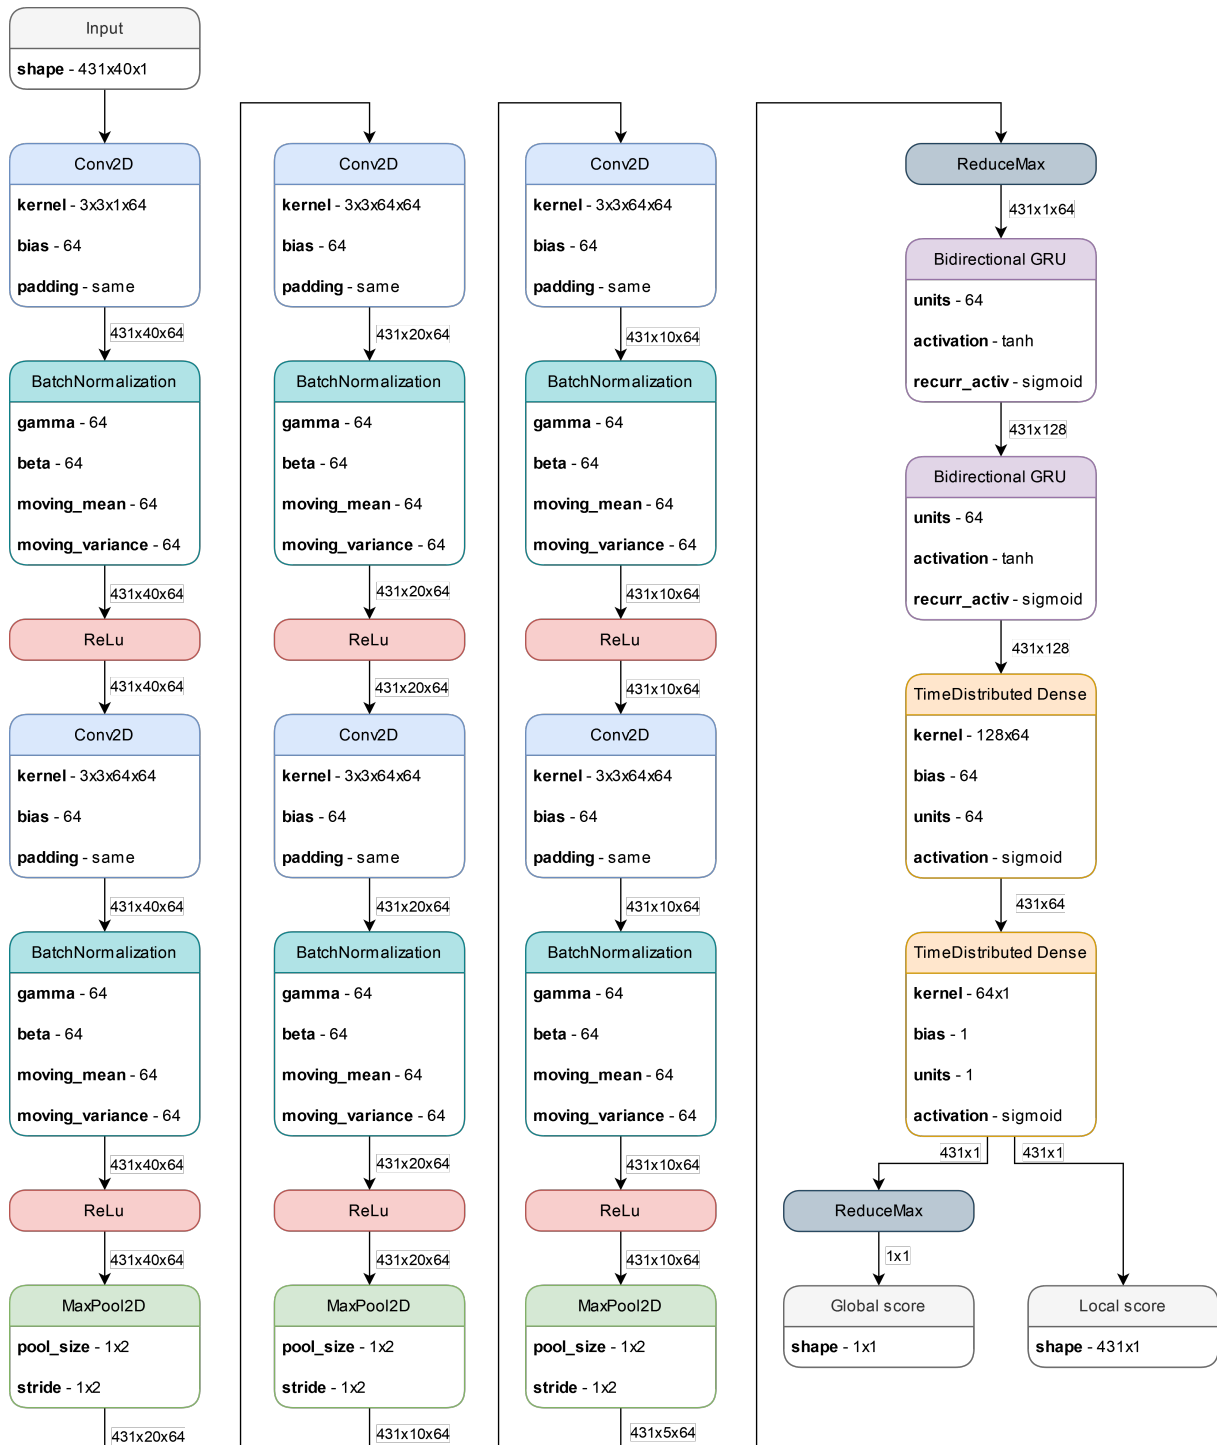 Input
shape - 431x40x1
Conv2D
kernel - 3x3x1x64
bias - 64
padding - same
431x40x64
BatchNormalization
gamma - 64
beta - 64
moving_mean - 64
moving_variance - 64
431x40x64
ReLu
431x40x64
Conv2D
kernel - 3x3x64x64
bias - 64
padding - same
431x40x64
BatchNormalization
gamma - 64
beta - 64
moving_mean - 64
moving_variance - 64
431x40x64
ReLu
431x40x64
MaxPool2D
pool_size - 1x2
stride - 1x2
431x20x64
Conv2D
kernel - 3x3x64x64
bias - 64
padding - same
431x20x64
BatchNormalization
gamma - 64
beta - 64
moving_mean - 64
moving_variance - 64
431x20x64
ReLu
431x20x64
Conv2D
kernel - 3x3x64x64
bias - 64
padding - same
431x20x64
BatchNormalization
gamma - 64
beta - 64
moving_mean - 64
moving_variance - 64
431x20x64
ReLu
431x20x64
MaxPool2D
pool_size - 1x2
stride - 1x2
431x10x64
Conv2D
kernel - 3x3x64x64
bias - 64
padding - same
431x10x64
BatchNormalization
gamma - 64
beta - 64
moving_mean - 64
moving_variance - 64
431x10x64
ReLu
431x10x64
Conv2D
kernel - 3x3x64x64
bias - 64
padding - same
431x10x64
BatchNormalization
gamma - 64
beta - 64
moving_mean - 64
moving_variance - 64
431x10x64
ReLu
431x10x64
MaxPool2D
pool_size - 1x2
stride - 1x2
431x5x64
ReduceMax
431x1x64
Bidirectional GRU
units - 64
activation - tanh
recurr_activ - sigmoid
431x128
Bidirectional GRU
units - 64
activation - tanh
recurr_activ - sigmoid
431x128
TimeDistributed Dense
kernel - 128x64
bias - 64
units - 64
activation - sigmoid
431x64
TimeDistributed Dense
kernel - 64x1
bias - 1
units - 1
activation - sigmoid
431x1
431x1
ReduceMax
1x1
Global score
shape - 1x1
Local score
shape - 431x1